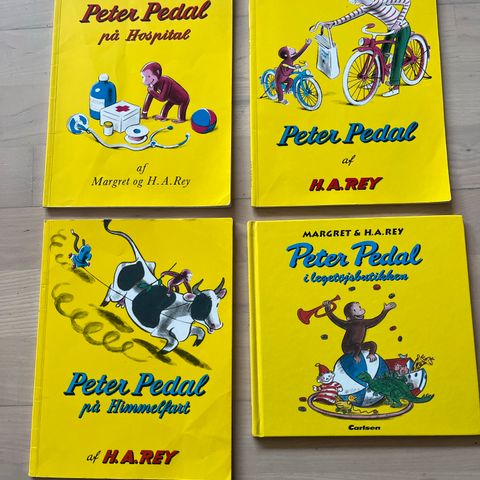 Peter Pedal
på Hospital
af
Margret og H. A. Rey
Peter Pedal
af
H.A.REY
Peter Pedal
på Himmelfart
af H.A.REY
MARGRET & H.A.REY
Peter Pedal
i legetøjsbutikken
Carlsen